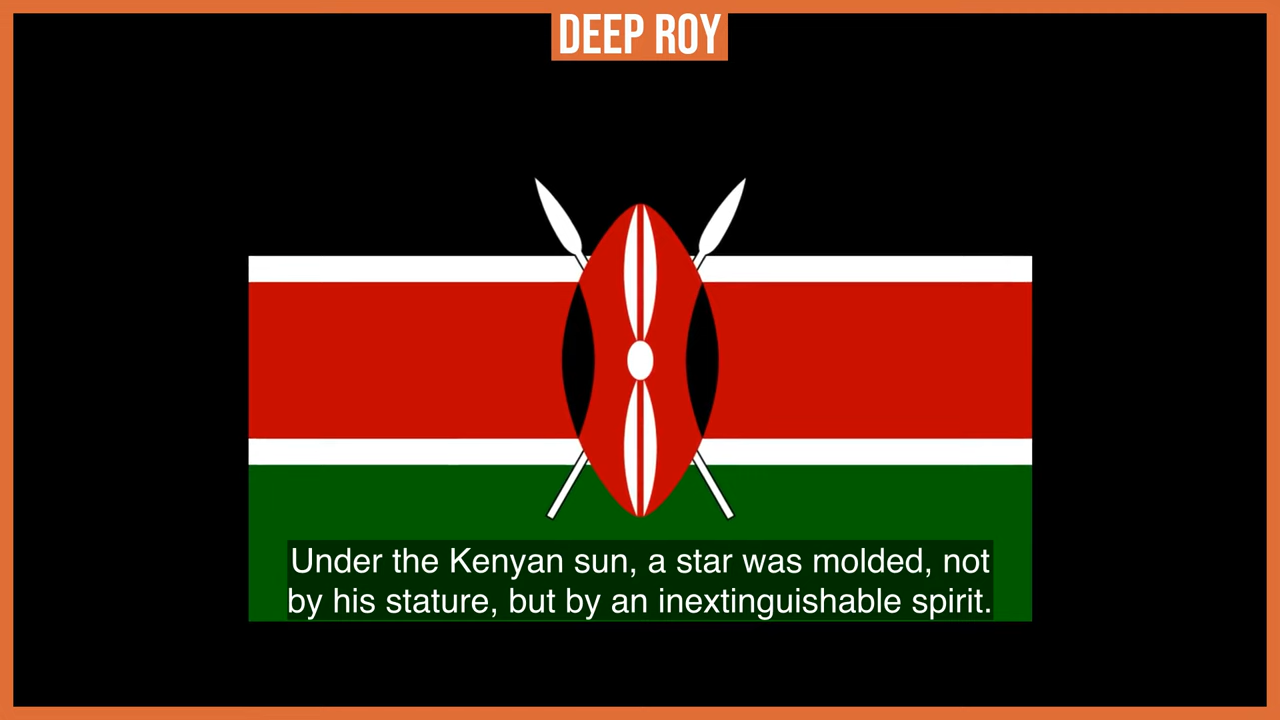 DEEP ROY
Under the Kenyan sun, a star was molded, not
by his stature, but by an inextinguishable spirit.